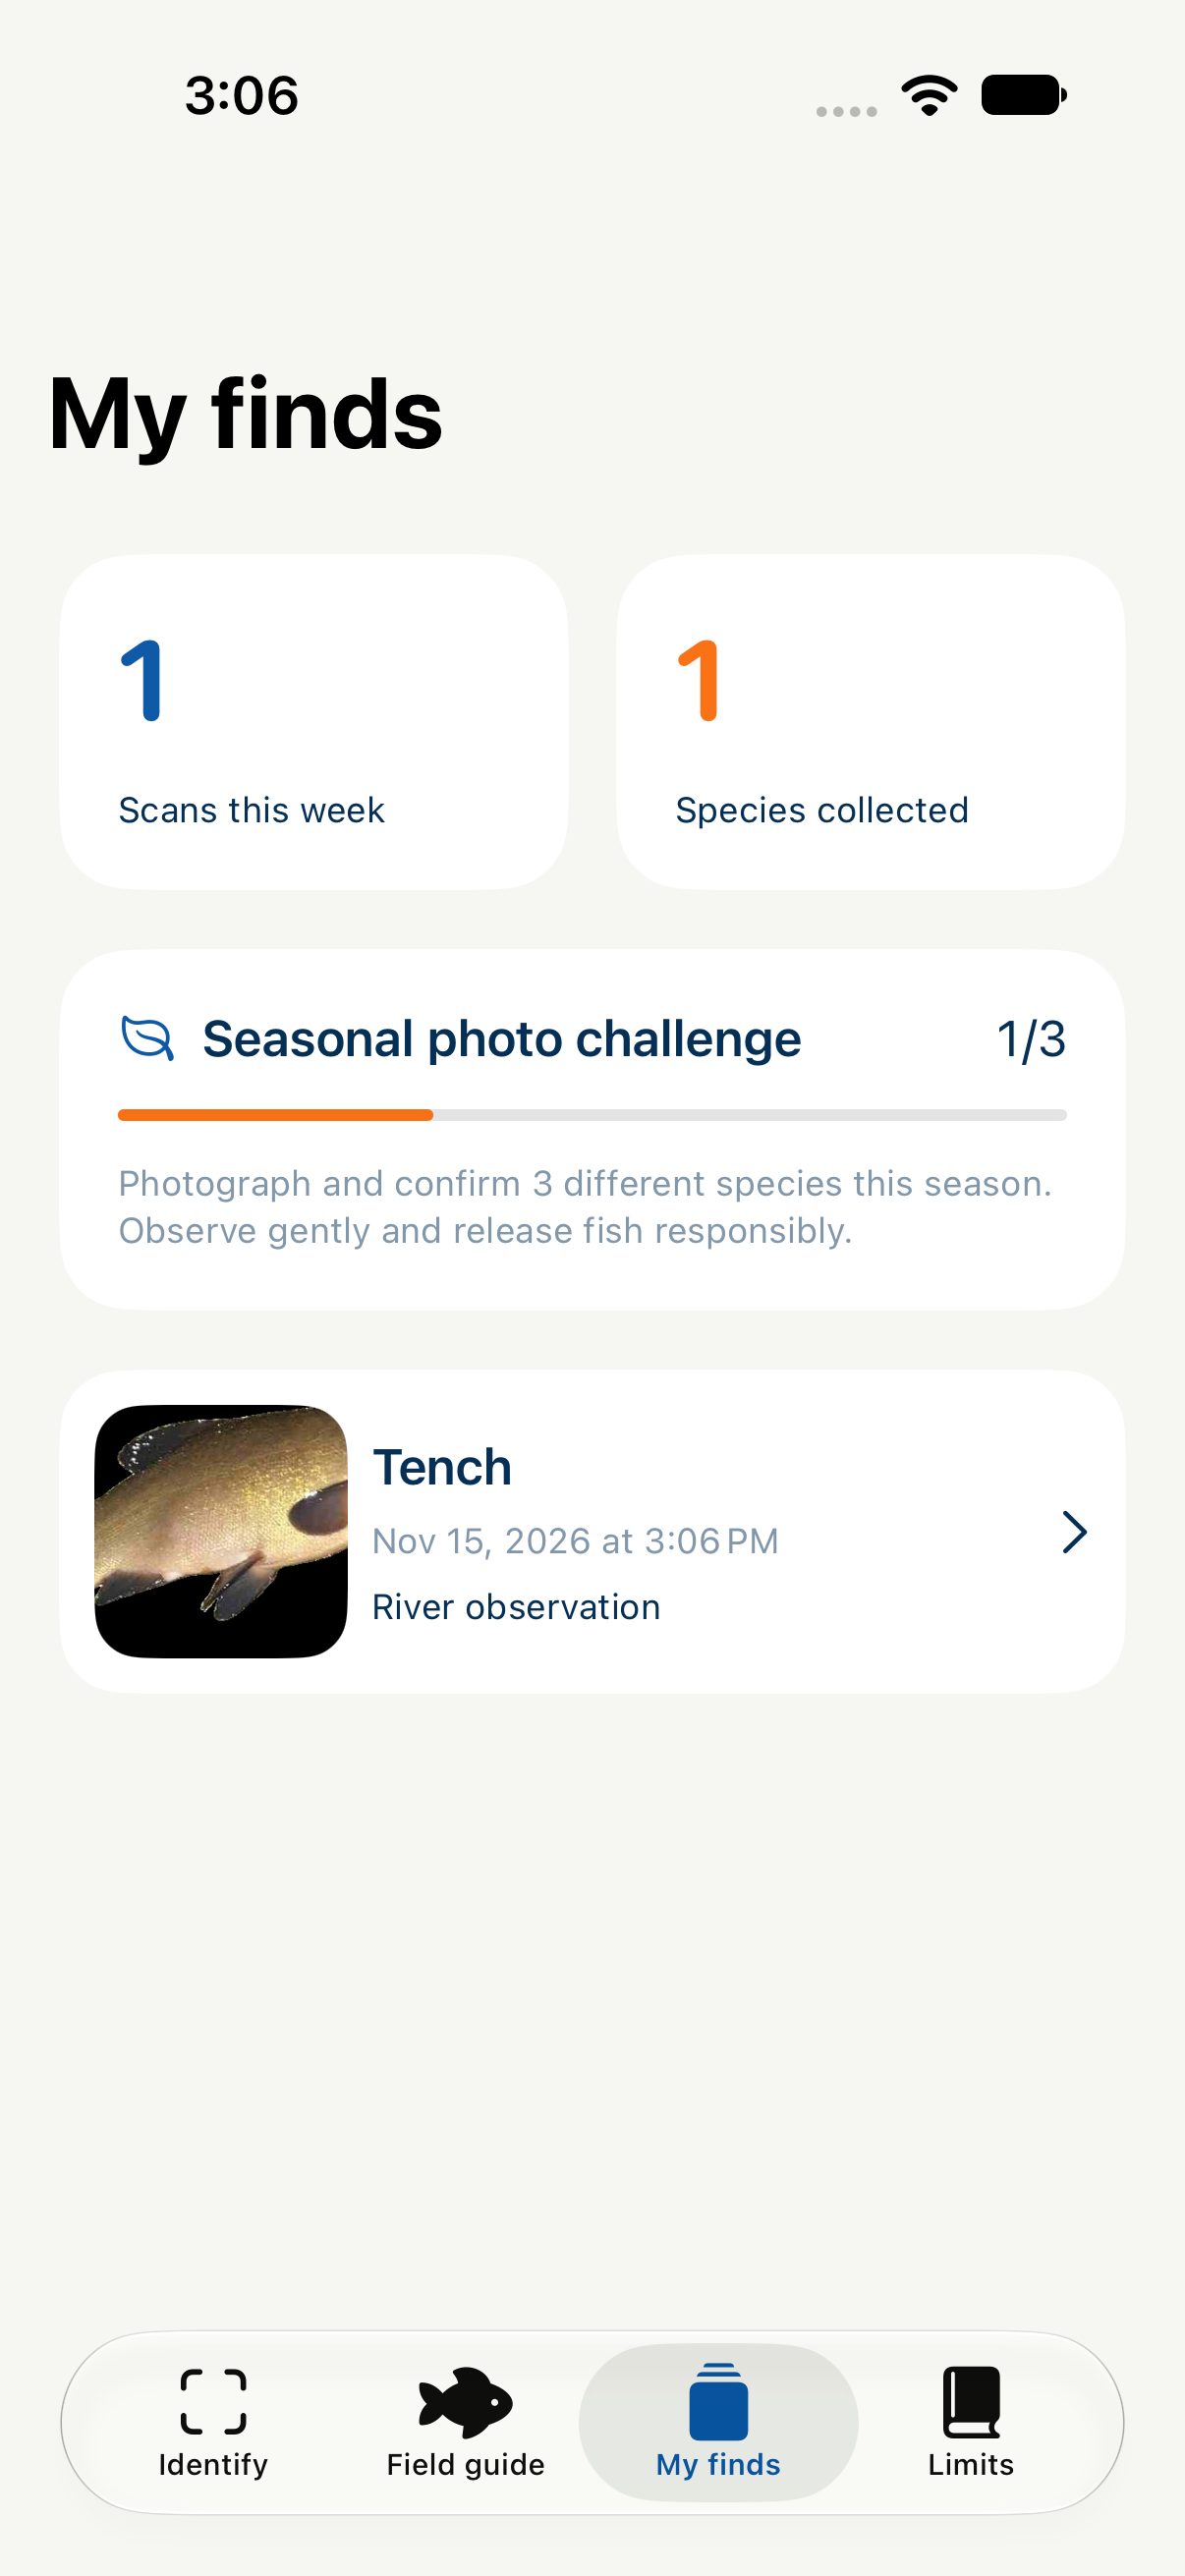 3:06
My finds
1
Scans this week
1
Species collected
Seasonal photo challenge 1/3
Photograph and confirm 3 different species this season.
Observe gently and release fish responsibly.
Tench
Nov 15, 2026 at 3:06 PM
River observation
Identify
Field guide
My finds
Limits